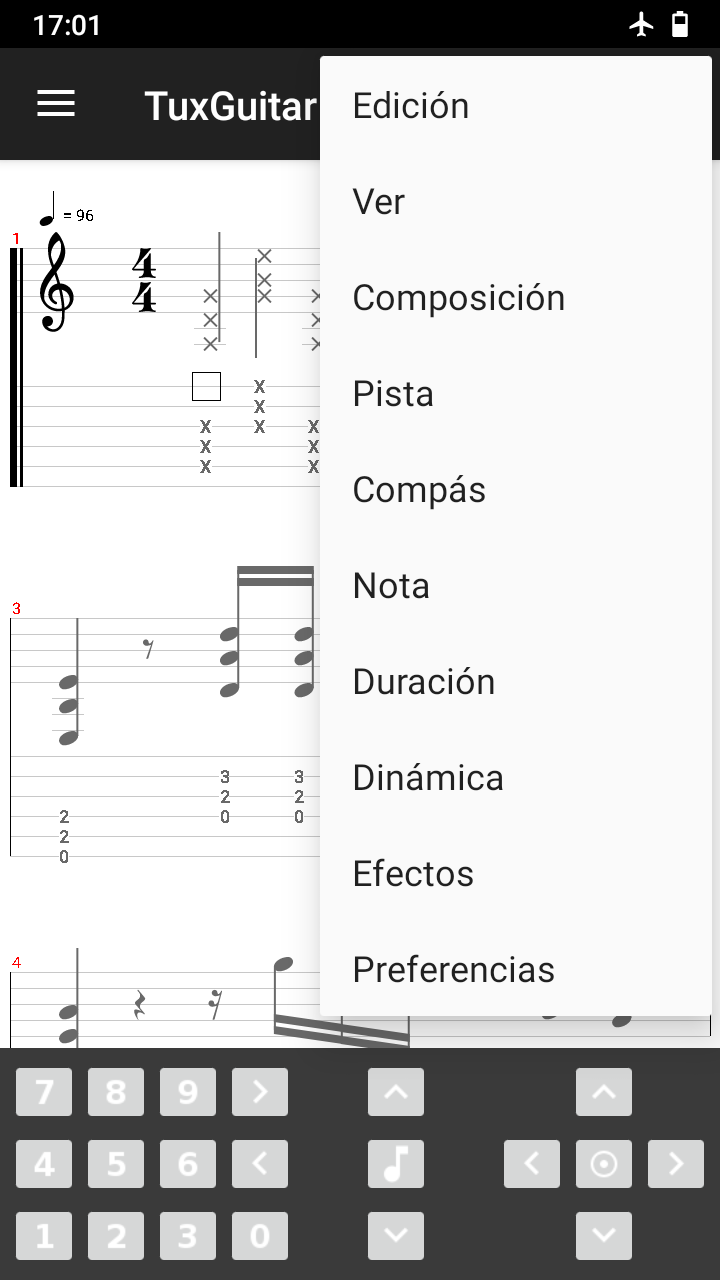 17:01
TuxGuitar
Edición
Ver
Composición
Pista
Compás
Nota
Duración
Dinámica
Efectos
Preferencias
= 96
1
4
4
X X
X
X X X
X X
X X
3
3 3
2 2
2 0 0
2
0
4
7 8 9 >
4 5 6 <
1 2 3 0